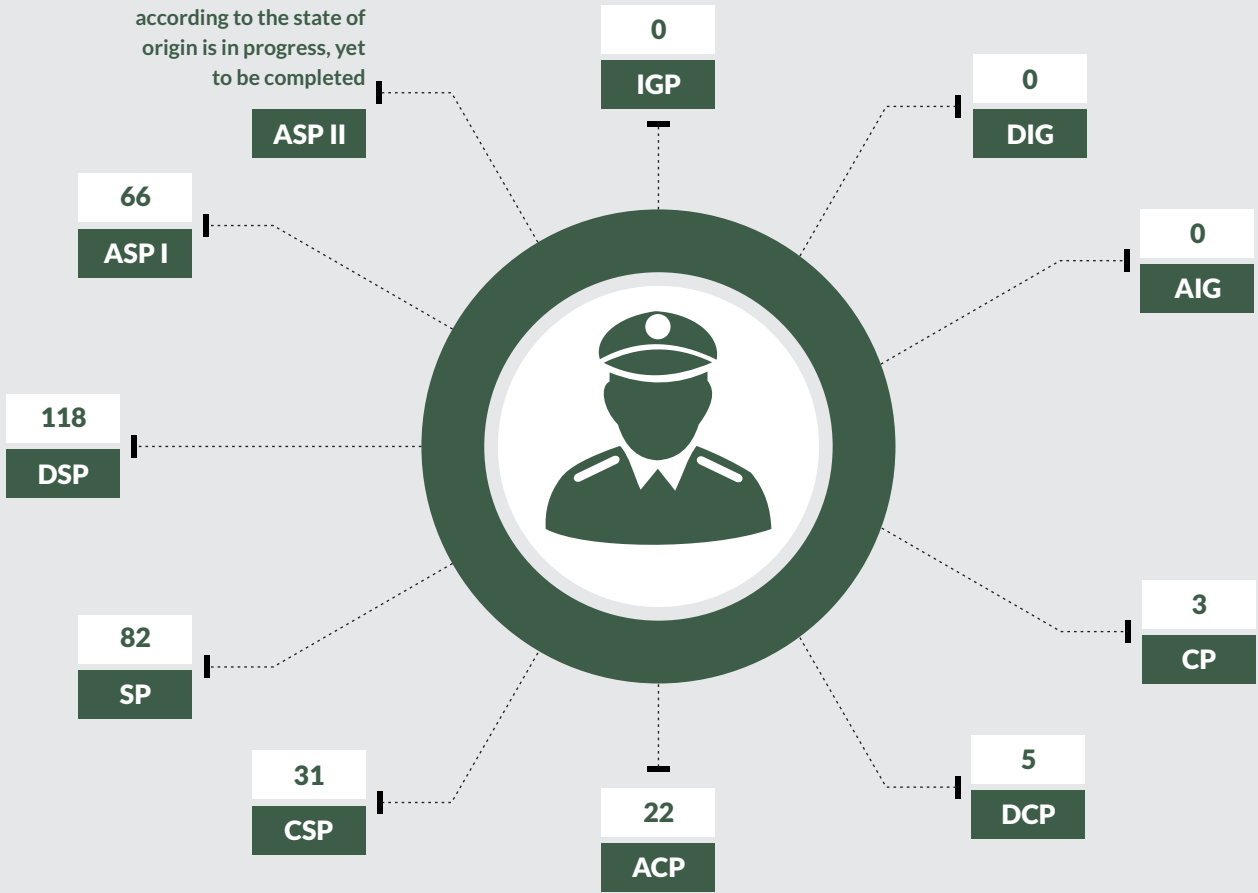 according to the state of
origin is in progress, yet
to be completed
ASP II
0
IGP
0
DIG
0
AIG
3
CP
5
DCP
22
ACP
31
CSP
82
SP
118
DSP
66
ASP I